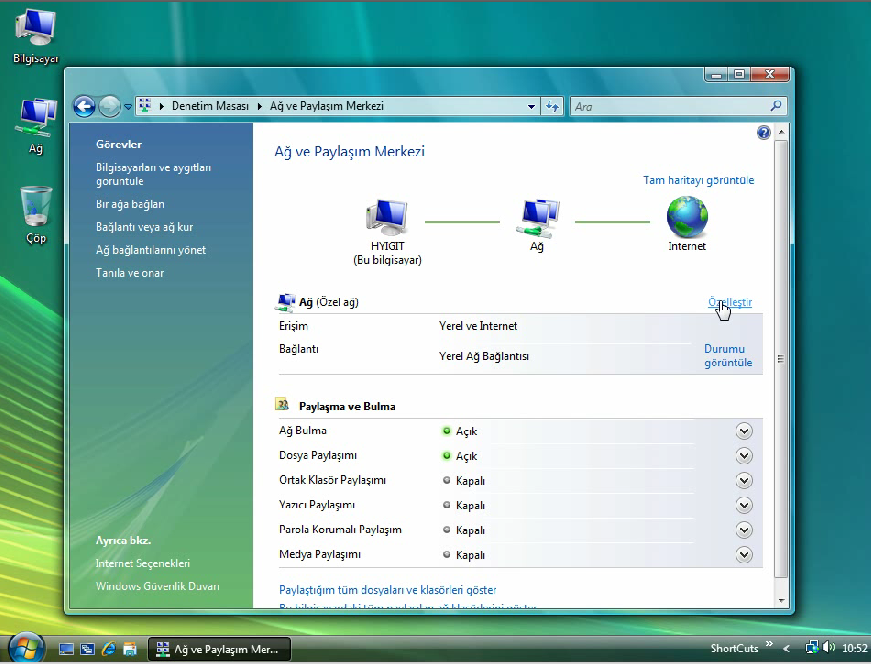 Bilgisayar
Ağ
Çöp
Denetim Masası
Ağ ve Paylaşım Merkezi
Ara
Görevler
Bilgisayarları ve aygıtları
goruntule
Bir ağa bağlan
Bağlantı veya ağ kur
Ağ bağlantılarını yönet
Tanıla ve onar
Ayrıca bkz.
Internet Seçenekleri
Windows Güvenlik Duvarı
Ağ ve Paylaşım Merkezi
Tam haritayı görüntüle
HYIGIT
(Bu bilgisayar)
Ağ
Internet
Ağ (Özel ağ)
Özelleştir
Erişim
Yerel ve Internet
Bağlantı
Yerel Ağ Bağlantısı
Durumu
görüntüle
Paylaşma ve Bulma
Ağ Bulma
Açık
Dosya Paylaşımı
Açık
Ortak Klasör Paylaşımı
Kapalı
Yazıcı Paylaşımı
Kapalı
Parola Korumalı Paylaşım
Kapalı
Medya Paylaşımı
Kapalı
Paylaştığım tüm dosyaları ve klasörleri göster
Ağ ve Paylaşım Mer...
ShortCuts
10:52